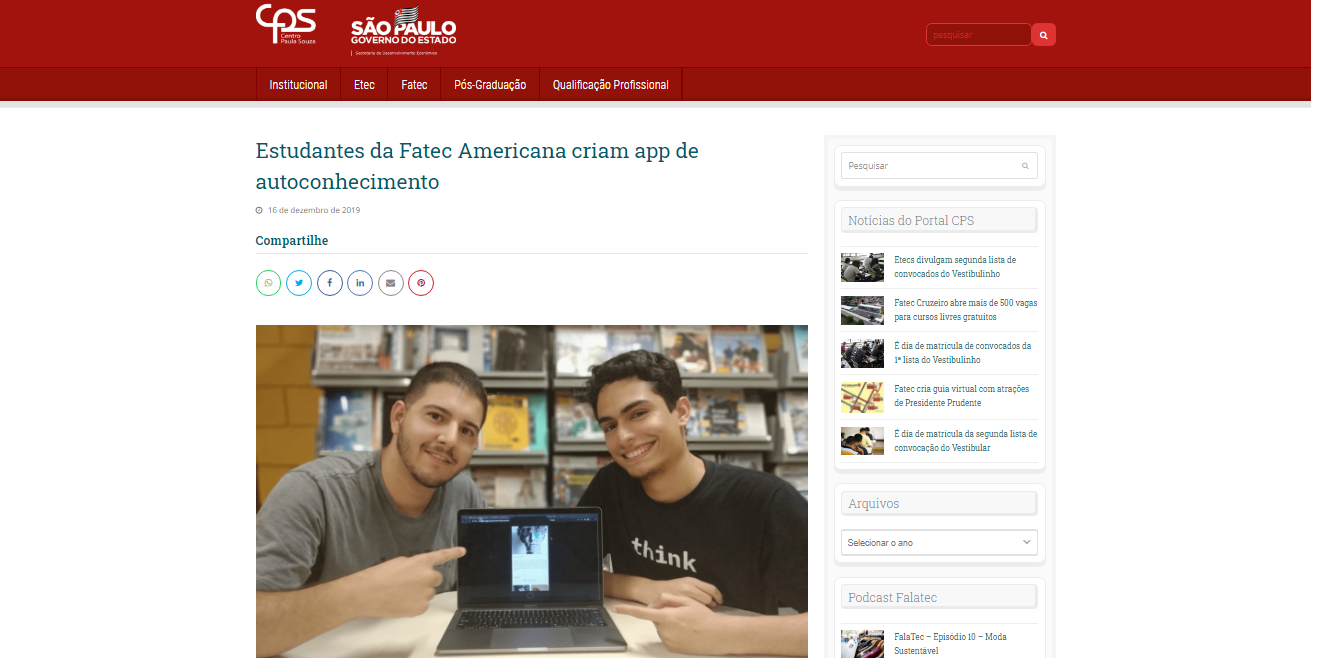 CPS
Centro
Paula Souza
SÃO PAULO
GOVERNO DO ESTADO
Secretaria de Desenvolvimento Econômico
pesquisar
Institucional
Etec
Fatec
Pós-Graduação
Qualificação Profissional
Estudantes da Fatec Americana criam app de
autoconhecimento
16 de dezembro de 2019
Compartilhe
think
Pesquisar
Notícias do Portal CPS
Etecs divulgam segunda lista de
convocados do Vestibulinho
Fatec Cruzeiro abre mais de 500 vagas
para cursos livres gratuitos
É dia de matrícula de convocados da
1ª lista do Vestibulinho
Fatec cria guia virtual com atrações
de Presidente Prudente
É dia de matrícula da segunda lista de
convocação do Vestibular
Arquivos
Selecionar o ano
Podcast Falatec
FalaTec – Episódio 10 – Moda
Sustentável